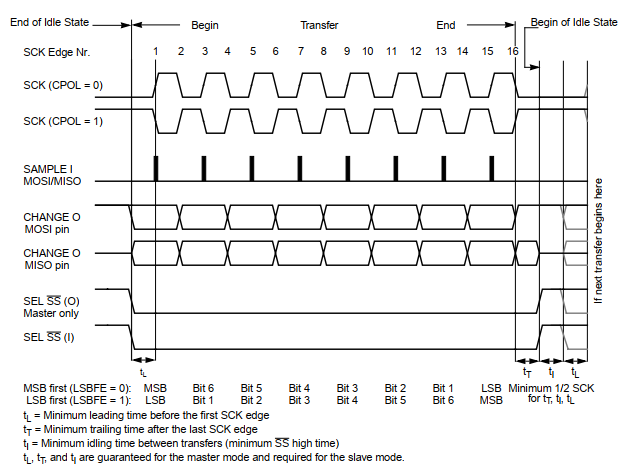 End of Idle State Begin Transfer End Begin of Idle State
SCK Edge Nr. 1 2 3 4 5 6 7 8 9 10 11 12 13 14 15 16
SCK (CPOL = 0)
SCK (CPOL = 1)
SAMPLE I
MOSI/MISO
CHANGE O
MOSI pin
CHANGE O
MISO pin
SEL SS (O)
Master only
SEL SS (I)
If next transfer begins here
tL tT tI tL
MSB first (LSBFE = 0): MSB Bit 6 Bit 5 Bit 4 Bit 3 Bit 2 Bit 1 LSB Minimum 1/2 SCK
LSB first (LSBFE = 1): LSB Bit 1 Bit 2 Bit 3 Bit 4 Bit 5 Bit 6 MSB for tT, tI, tL
tL = Minimum leading time before the first SCK edge
tT = Minimum trailing time after the last SCK edge
tI = Minimum idling time between transfers (minimum SS high time)
tL, tT, and tI are guaranteed for the master mode and required for the slave mode.